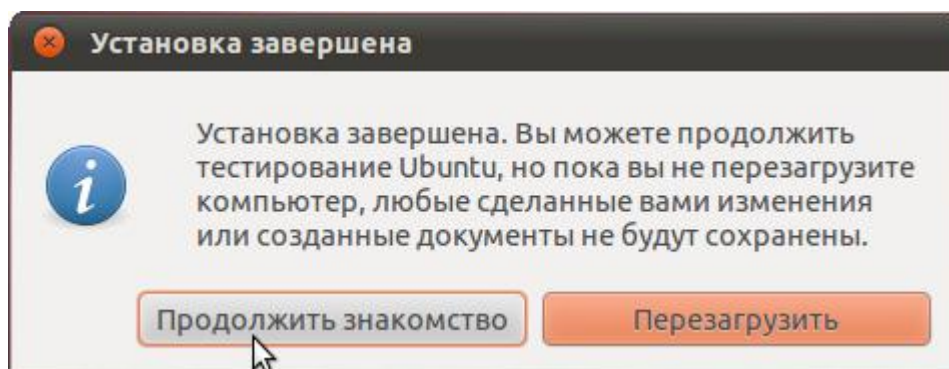 Установка завершена
Установка завершена. Вы можете продолжить
тестирование Ubuntu, но пока вы не перезагрузите
компьютер, любые сделанные вами изменения
или созданные документы не будут сохранены.
Продолжить знакомство
Перезагрузить